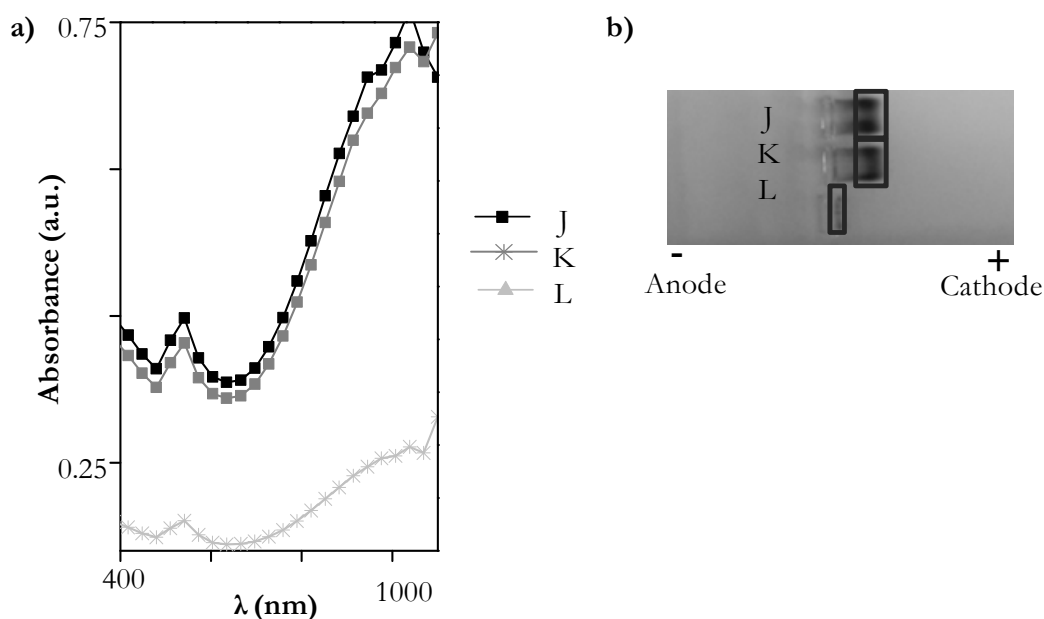 a)
0.75
0.25
Absorbance (a.u.)
400
1000
λ (nm)
J
K
L
b)
J
K
L
-
+
Anode
Cathode